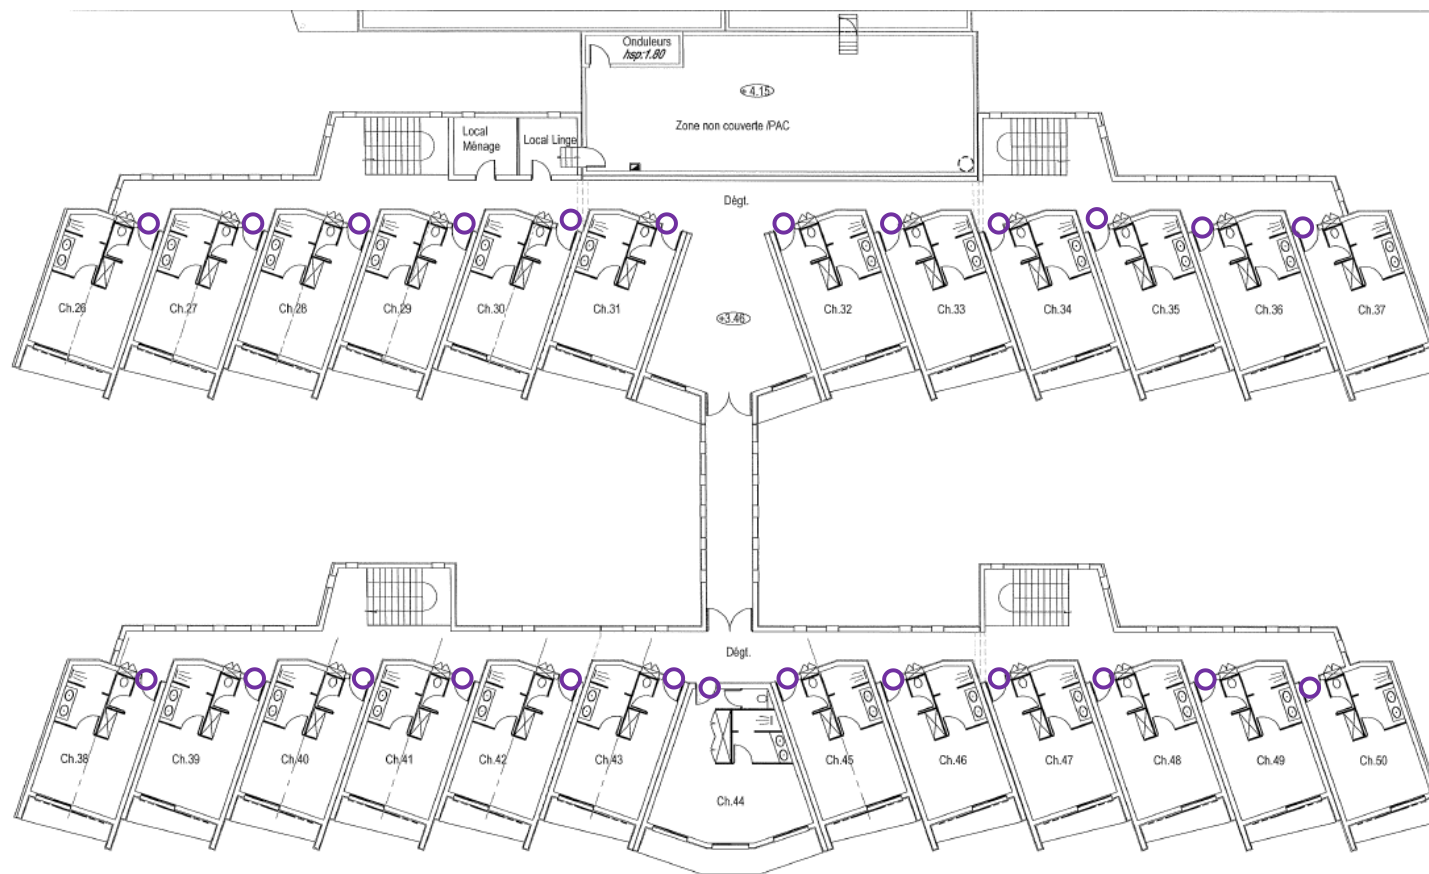 Onduleurs
hsp:1.80
+ 4.15
Zone non couverte /PAC
Local
Ménage
Local Linge
Dégt.
Ch.26
Ch.27
Ch.28
Ch.29
Ch.30
Ch.31
+3.46
Ch.32
Ch.33
Ch.34
Ch.35
Ch.36
Ch.37
Dégt.
Ch.38
Ch.39
Ch.40
Ch.41
Ch.42
Ch.43
Ch.44
Ch.45
Ch.46
Ch.47
Ch.48
Ch.49
Ch.50